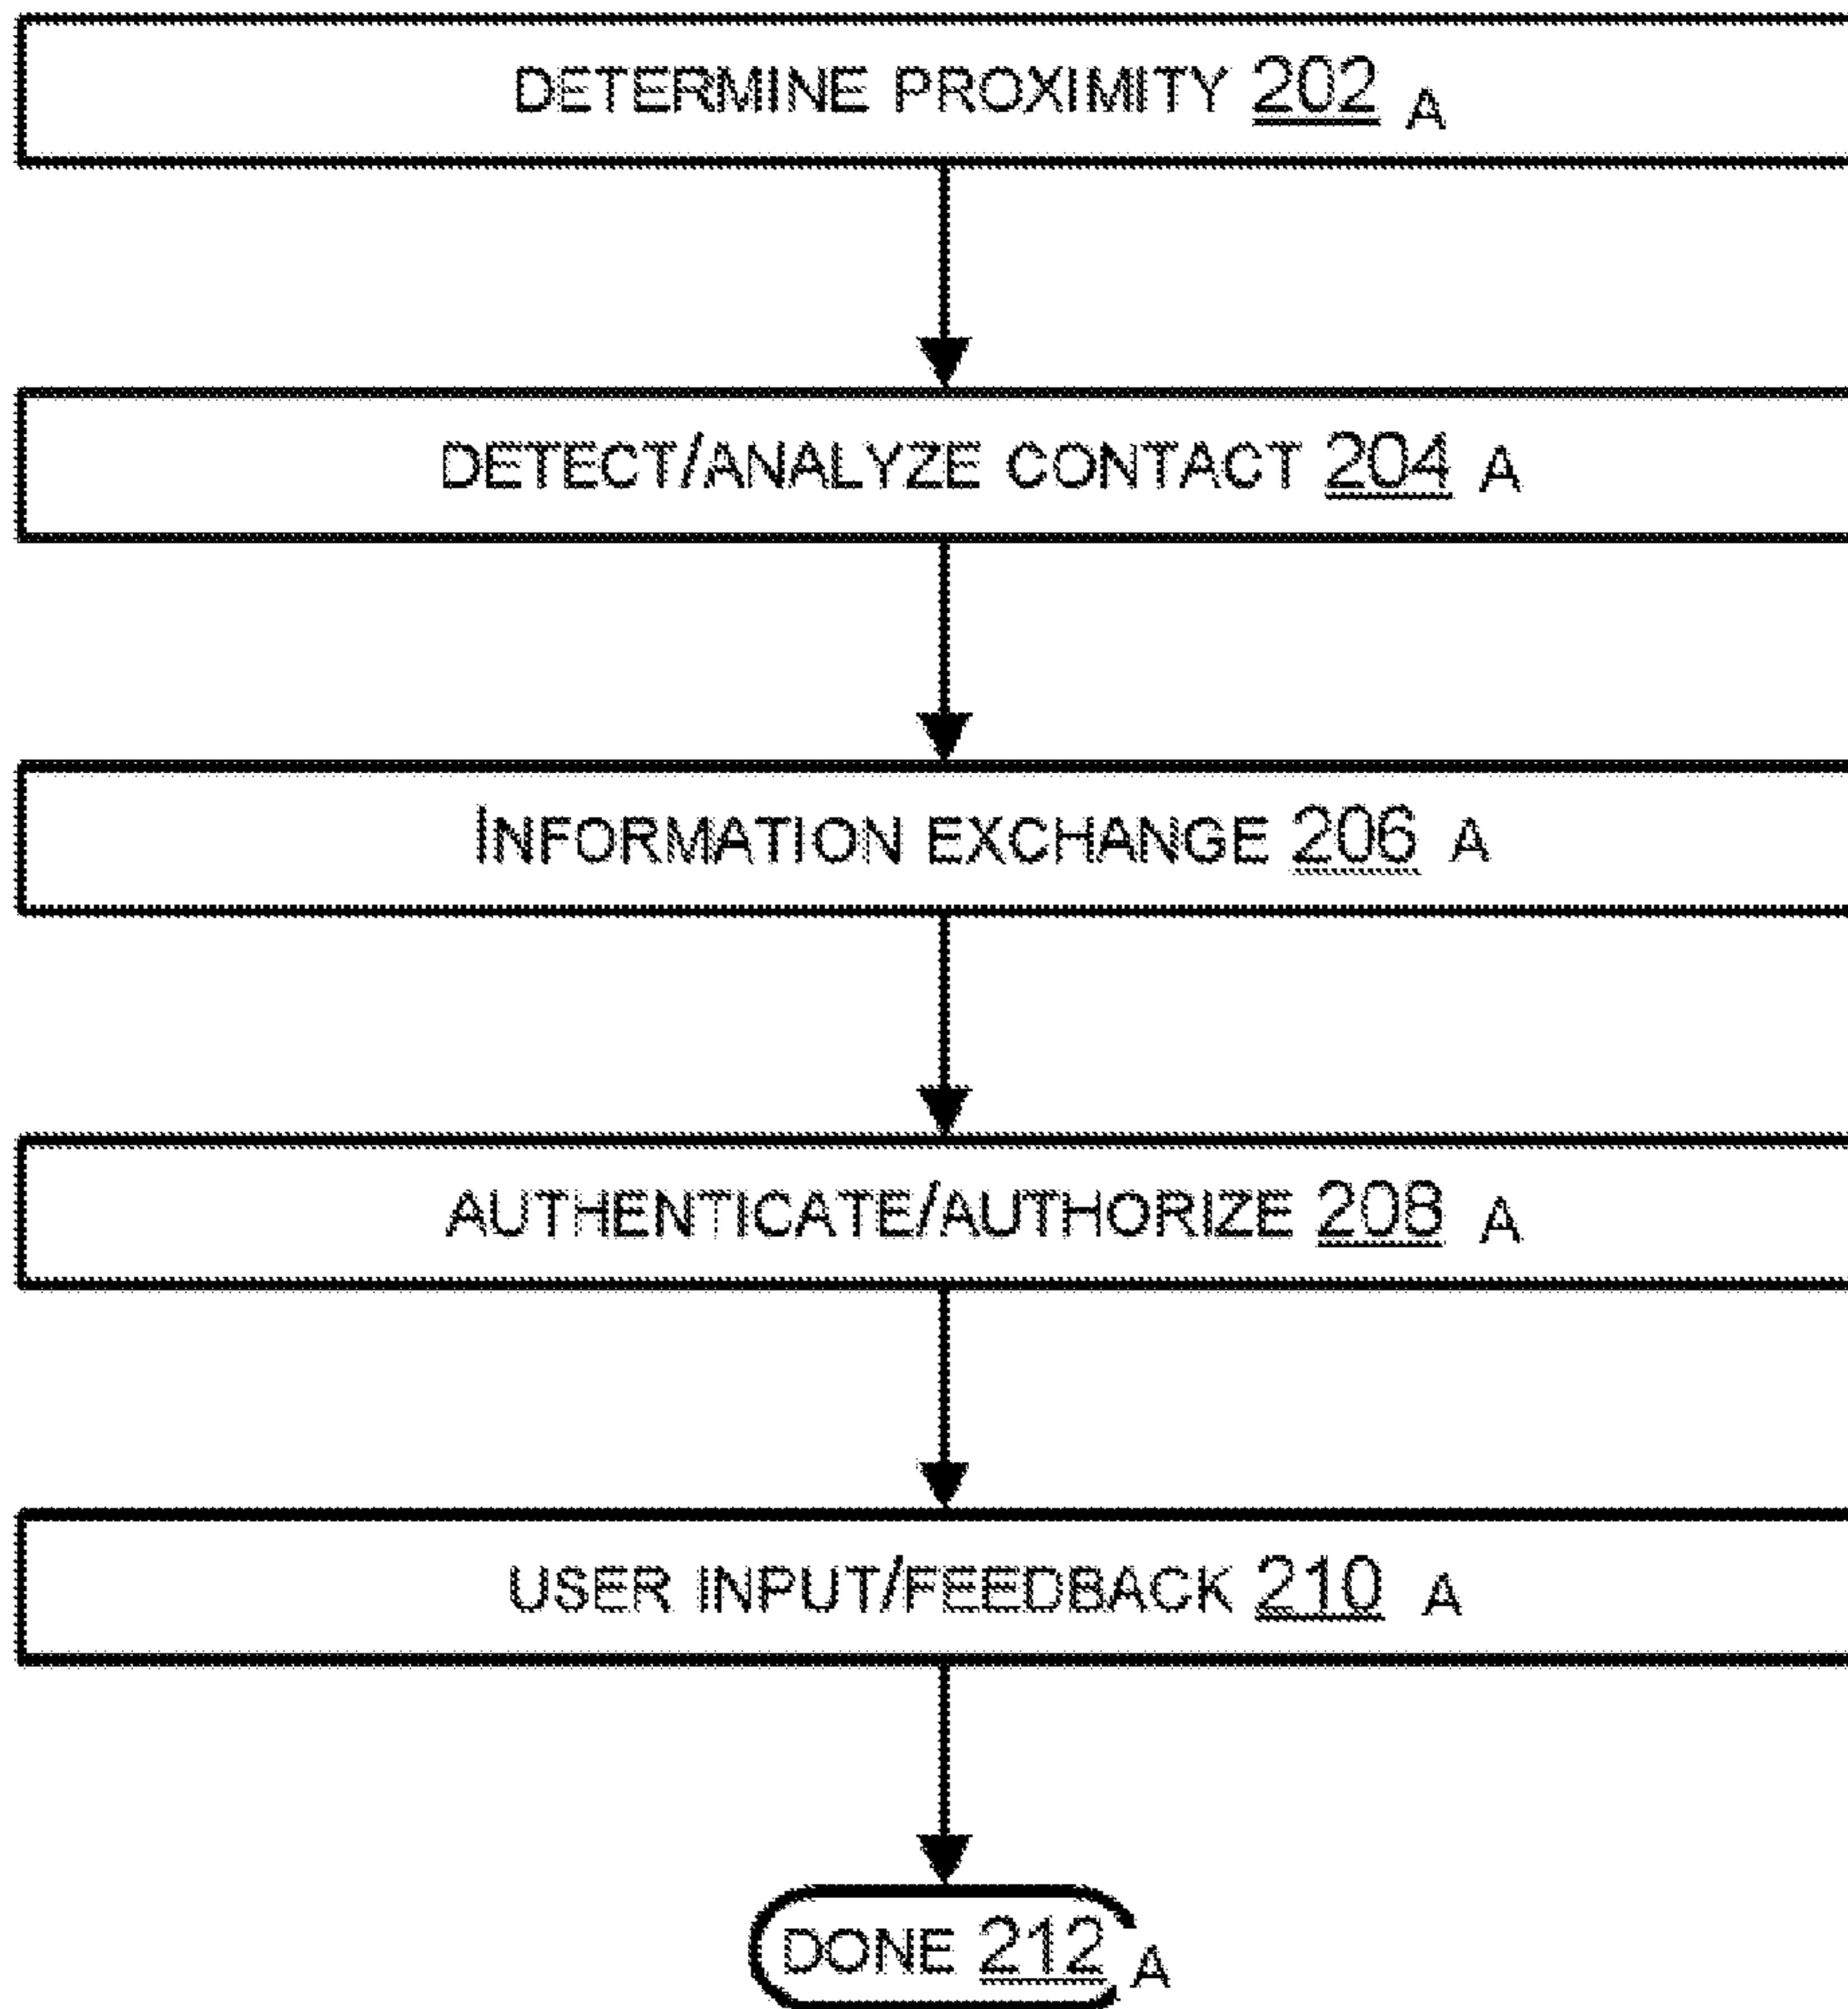 DETERMINE PROXIMITY 202 A
DETECT/ANALYZE CONTACT 204 A
INFORMATION EXCHANGE 206 A
AUTHENTICATE/AUTHORIZE 208 A
USER INPUT/FEEDBACK 210 A
DONE 212 A